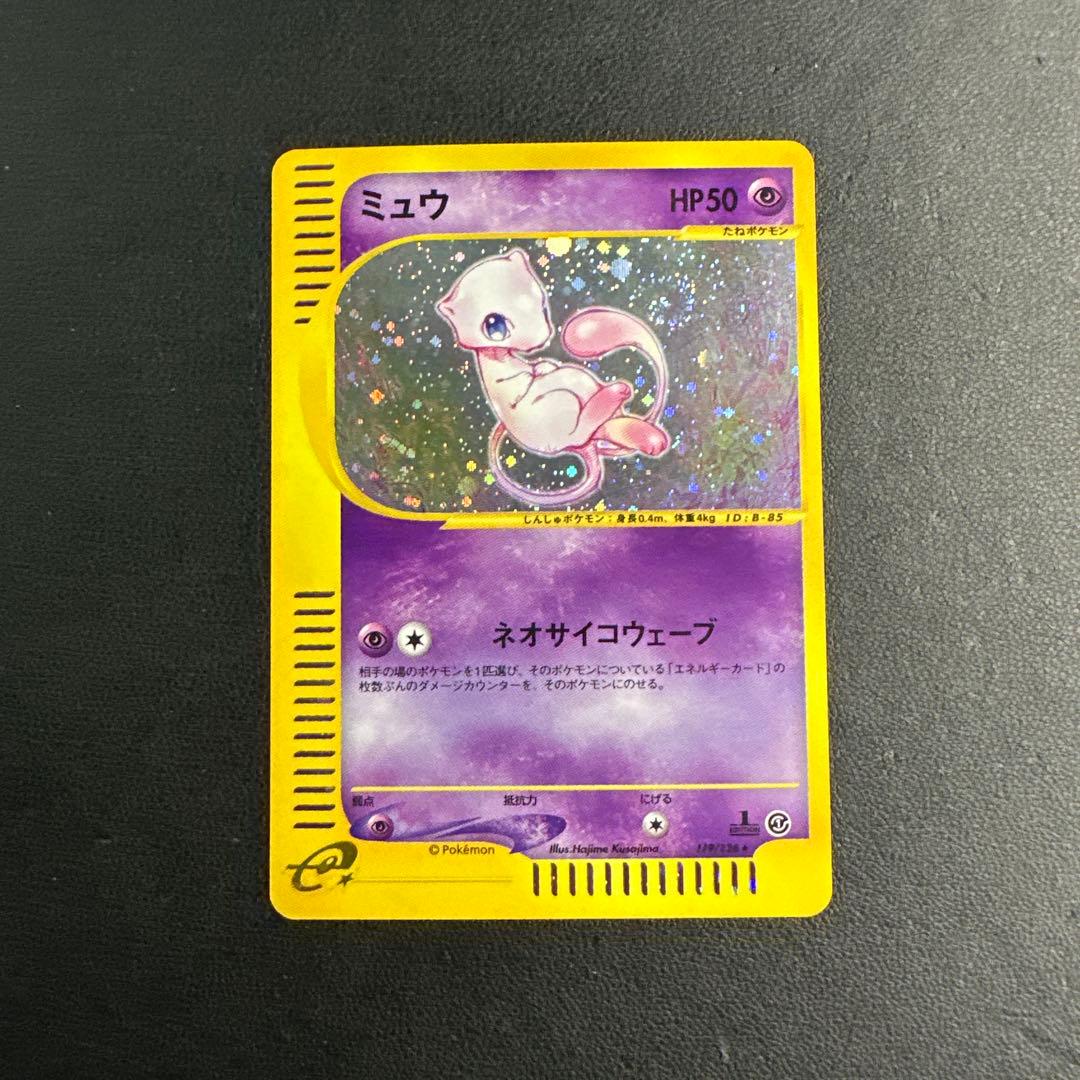 ミュウ HP50
たねポケモン
しんしゅポケモン：身長0.4m、体重4kg ID:B-85
ネオサイコウェーブ
相手の場のポケモンを1匹選び、そのポケモンについている「エネルギーカード」の
枚数ぶんのダメージカウンターを、そのポケモンにのせる。
弱点 抵抗力 にげる
1
EDITION
©Pokémon Illus.Hajime Kusajima
e